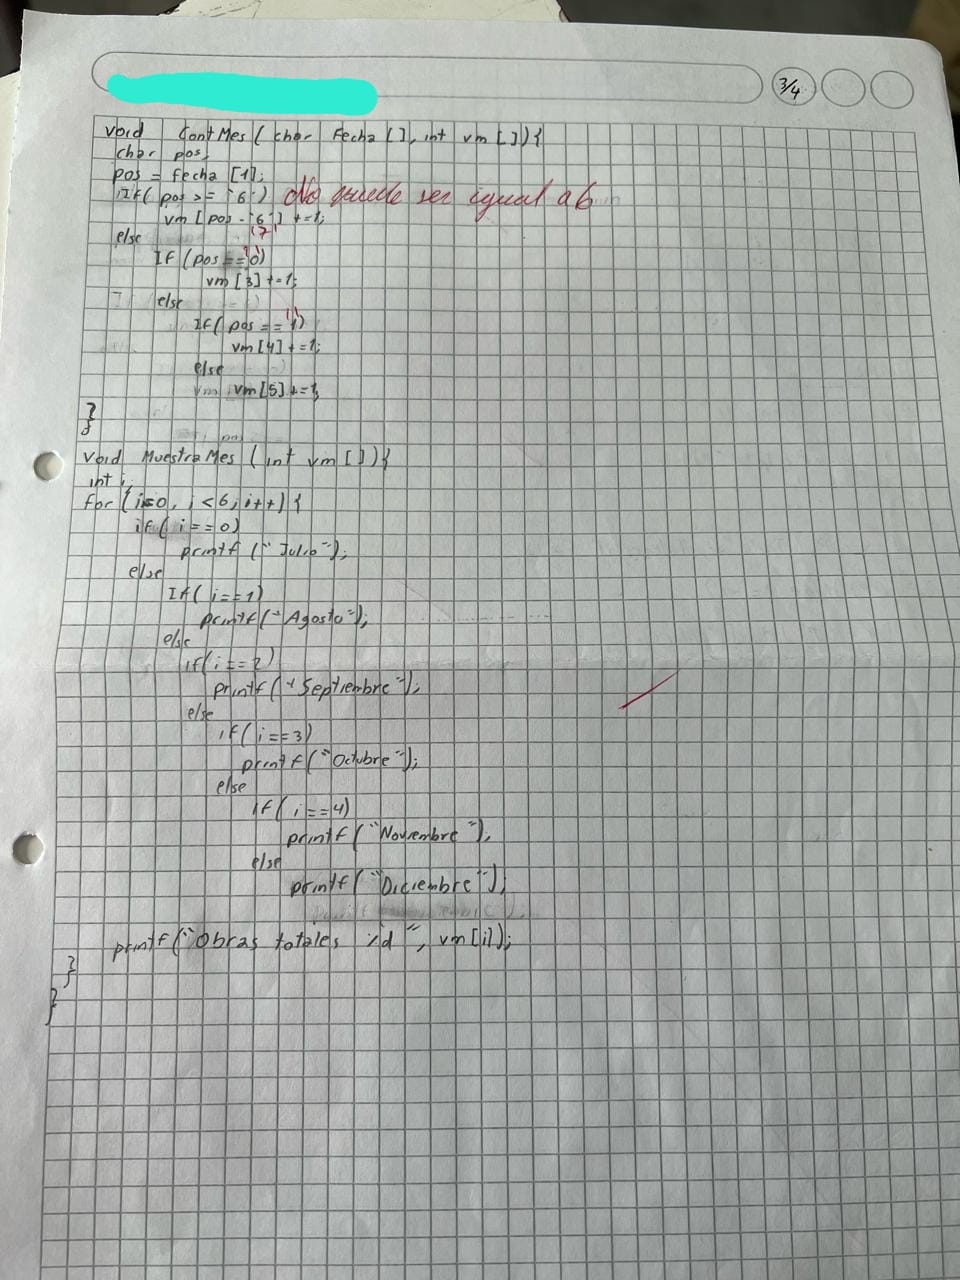 3/4
void ContMes ( char Fecha [], int vm [ ]){
char pos;
pos = fecha [1];
If( pos >= '6') No puede ser igual a 6
vm [ pos - '6'] += 1;
'7'
else
If (pos == '0')
vm [3] += 1;
else
If( pos == '1')
vm[4] += 1;
else
vm[5] += 1;
}
void MuestraMes ( int vm [ ]){
int i;
for (i=0, i <6, i++) {
if( i == 0)
printf (" Julio");
else
If( i == 1)
printf("Agosto");
else
if( i == 2)
printf("Septiembre");
else
if( i == 3)
printf("Octubre");
else
if( i == 4)
printf ("Noviembre");
else
printf ("Diciembre");
printf("Obras totales %d ", vm[i]);
}
}